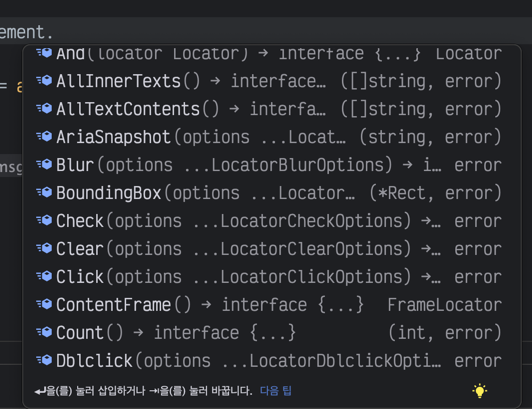 ement.
And(locator Locator) → interface {...} Locator
= a
AllInnerTexts() → interface… ([]string, error)
AllTextContents() → interfa… ([]string, error)
AriaSnapshot(options ...Locat… (string, error)
msg
Blur(options ...LocatorBlurOptions) → i… error
BoundingBox(options ...Locator… (*Rect, error)
Check(options ...LocatorCheckOptions) →… error
Clear(options ...LocatorClearOptions) →… error
Click(options ...LocatorClickOptions) →… error
ContentFrame() → interface {...} FrameLocator
Count() → interface {...} (int, error)
Dblclick(options ...LocatorDblclickOpti… error
↵을(를) 눌러 삽입하거나 →을(를) 눌러 바꿉니다. 다음 팁